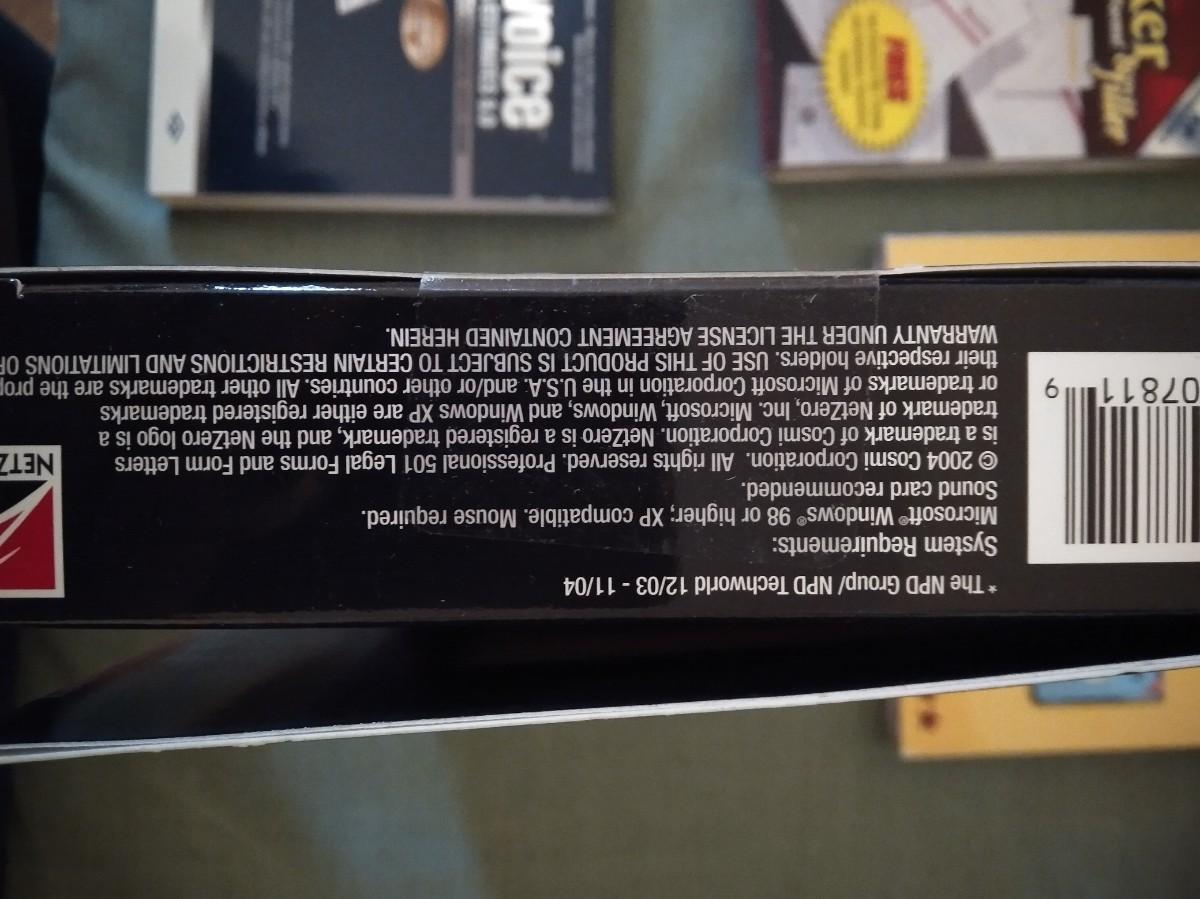 * The NPD Group/ NPD Techworld 12/03 - 11/04
System Requirements:
Microsoft® Windows® 98 or higher; XP compatible. Mouse required.
Sound card recommended.
© 2004 Cosmi Corporation. All rights reserved. Professional 501 Legal Forms and Form Letters
is a trademark of Cosmi Corporation. NetZero is a registered trademark, and the NetZero logo is a
trademark of NetZero, Inc. Microsoft, Windows, and Windows XP are either registered trademarks
or trademarks of Microsoft Corporation in the U.S.A. and/or other countries. All other trademarks are the prop
their respective holders. USE OF THIS PRODUCT IS SUBJECT TO CERTAIN RESTRICTIONS AND LIMITATIONS OF
WARRANTY UNDER THE LICENSE AGREEMENT CONTAINED HEREIN.
07811 9
NETZ
voice
ker